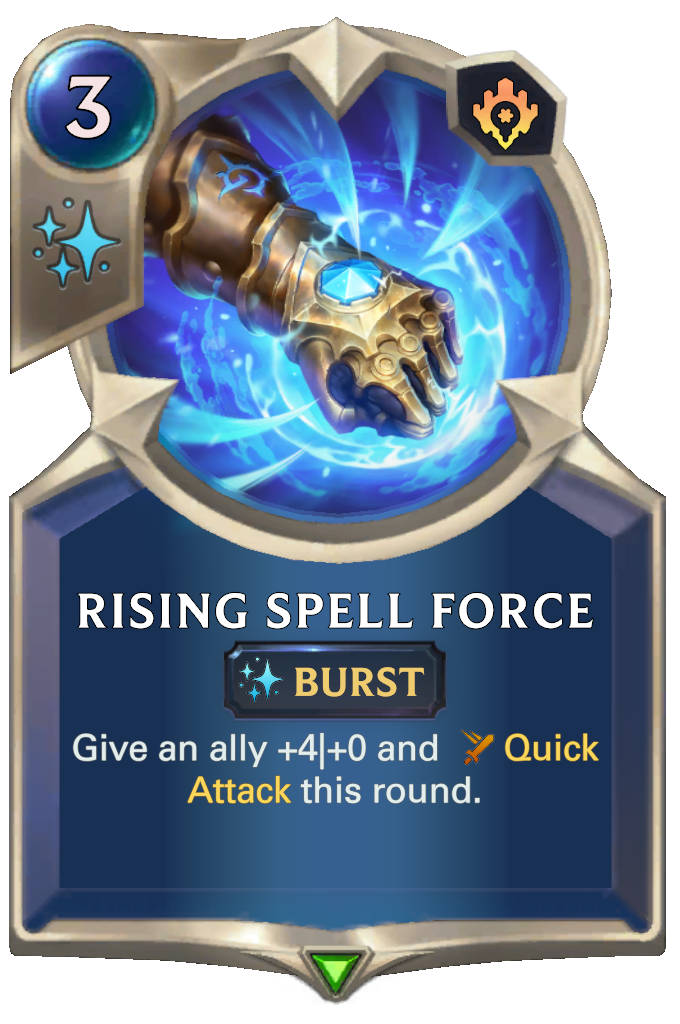 3
RISING SPELL FORCE
BURST
Give an ally +4|+0 and Quick
Attack this round.